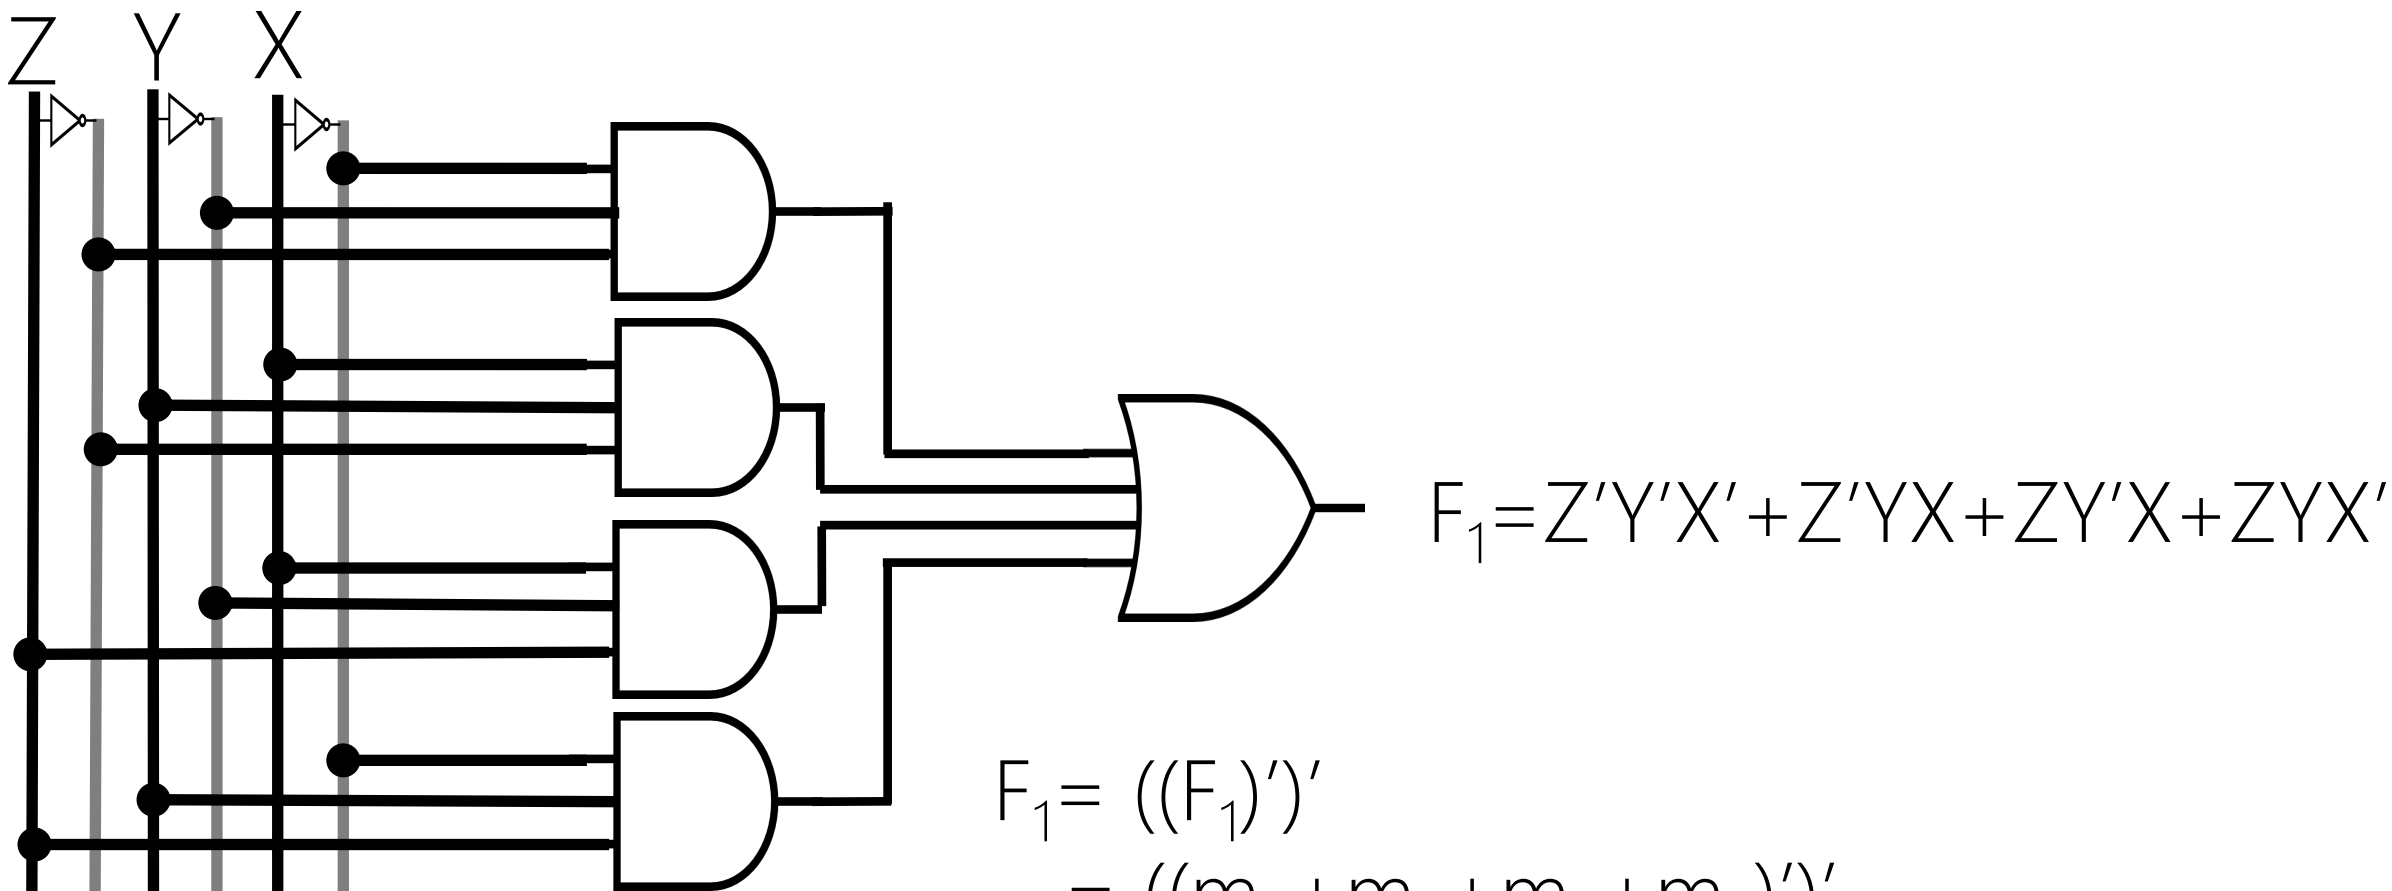 Z Y X
F₁=Z′Y′X′+Z′YX+ZY′X+ZYX′
F₁= ((F₁)′)′
= ((m +m +m +m )′)′